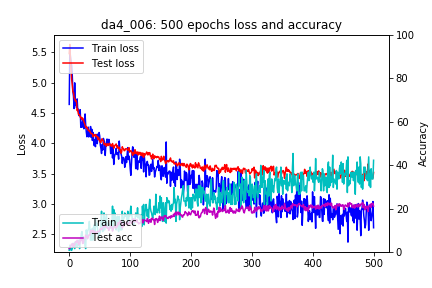 da4_006: 500 epochs loss and accuracy
Train loss
Test loss
Train acc
Test acc
Loss
5.5
5.0
4.5
4.0
3.5
3.0
2.5
Accuracy
100
80
60
40
20
0
0 100 200 300 400 500